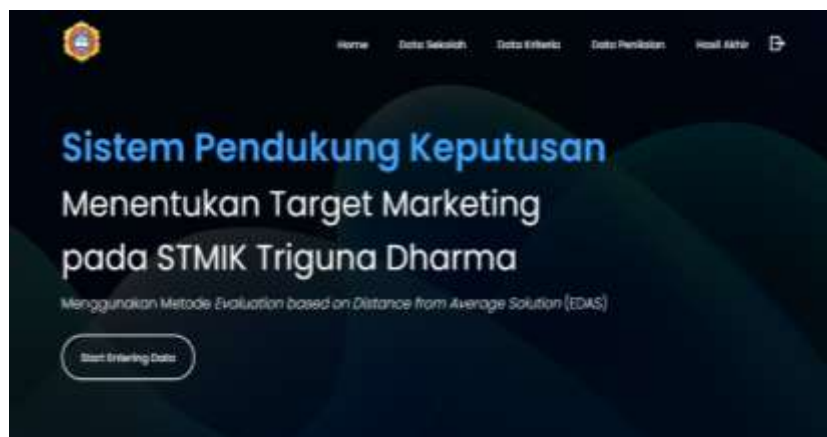 Home Data Sekolah Data Kriteria Data Penilaian Hasil Akhir
Sistem Pendukung Keputusan
Menentukan Target Marketing
pada STMIK Triguna Dharma
Menggunakan Metode Evaluation based on Distance from Average Solution (EDAS)
Start Entering Data